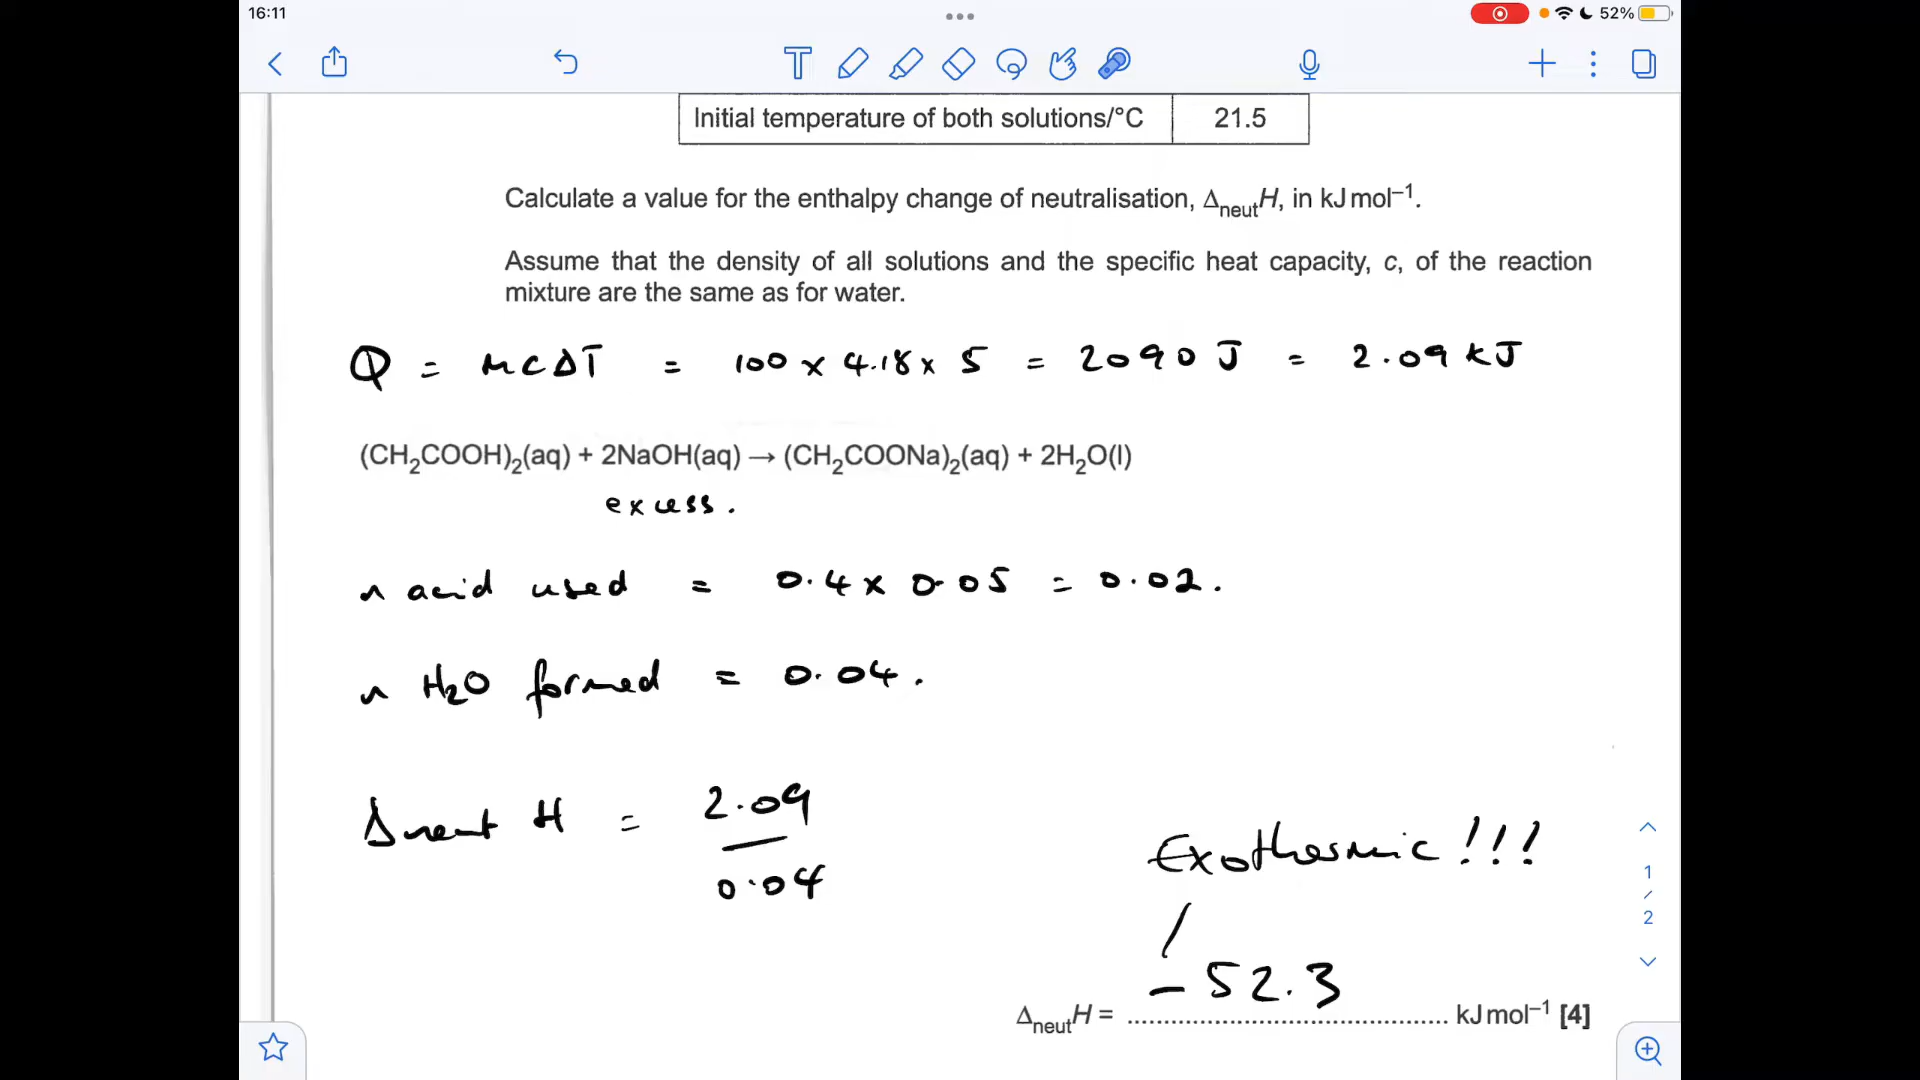 16:11
52%
Initial temperature of both solutions/°C 21.5
Calculate a value for the enthalpy change of neutralisation, ΔneutH, in kJ mol⁻¹.
Assume that the density of all solutions and the specific heat capacity, c, of the reaction
mixture are the same as for water.
Q = mcΔT = 100 x 4.18 x 5 = 2090 J = 2.09 kJ
(CH₂COOH)₂(aq) + 2NaOH(aq) → (CH₂COONa)₂(aq) + 2H₂O(l)
excess.
n acid used = 0.4 x 0.05 = 0.02.
n H₂O formed = 0.04.
Δneut H = 2.09
0.04
Exothermic!!!
1
/
2
- 52.3
ΔneutH = ........................................ kJ mol⁻¹ [4]